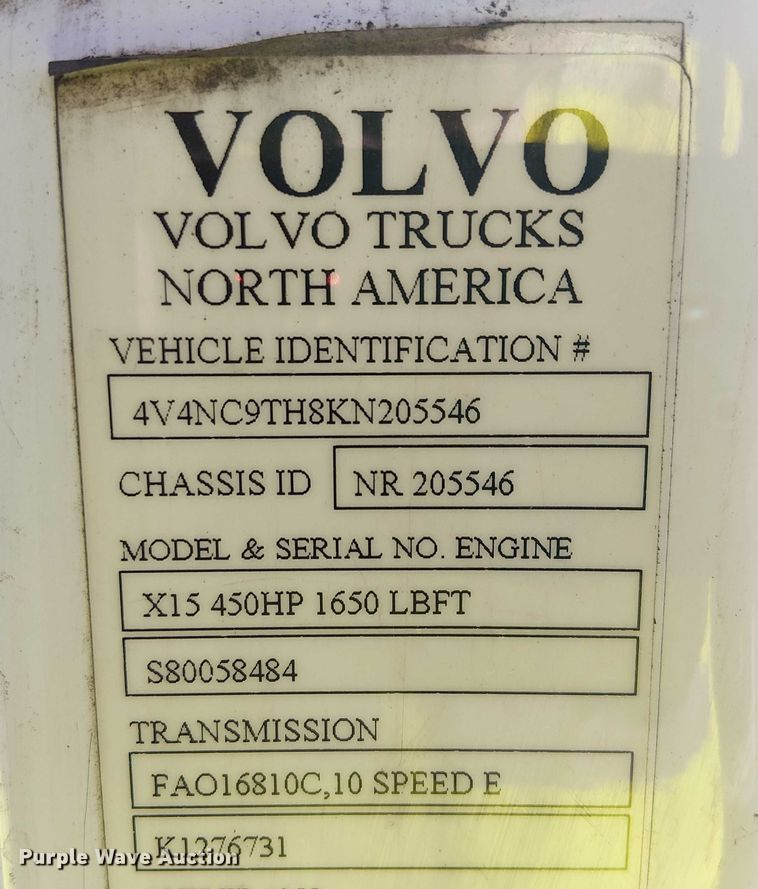 VOLVO
VOLVO TRUCKS
NORTH AMERICA
VEHICLE IDENTIFICATION #
4V4NC9TH8KN205546
CHASSIS ID NR 205546
MODEL & SERIAL NO. ENGINE
X15 450HP 1650 LBFT
S80058484
TRANSMISSION
FAO16810C,10 SPEED E
K1276731
Purple Wave Auction